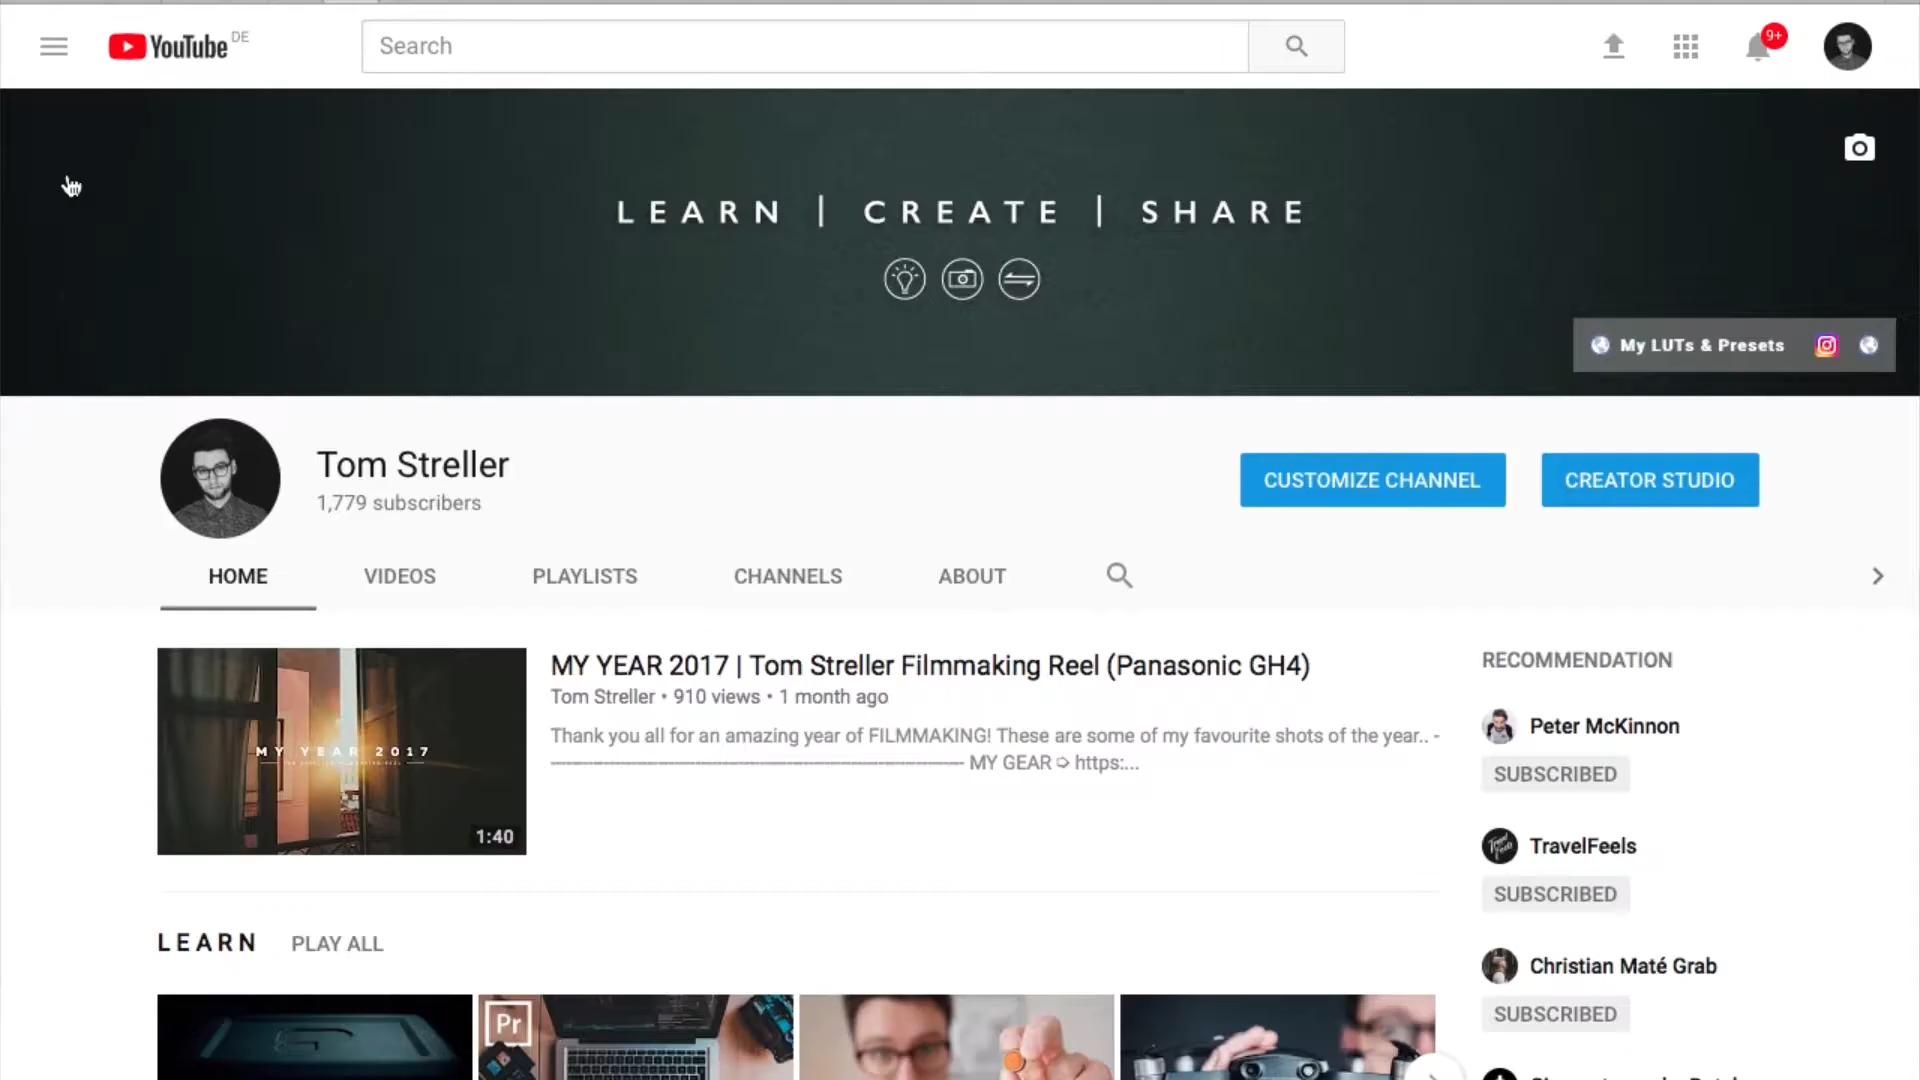 YouTube DE
Search
9+
LEARN | CREATE | SHARE
My LUTs & Presets
Tom Streller
1,779 subscribers
CUSTOMIZE CHANNEL
CREATOR STUDIO
HOME
VIDEOS
PLAYLISTS
CHANNELS
ABOUT
MY YEAR 2017
1:40
MY YEAR 2017 | Tom Streller Filmmaking Reel (Panasonic GH4)
Tom Streller • 910 views • 1 month ago
Thank you all for an amazing year of FILMMAKING! These are some of my favourite shots of the year.. -
---------------------------------------------------------------------------------- MY GEAR ➩ https:...
RECOMMENDATION
Peter McKinnon
SUBSCRIBED
TravelFeels
SUBSCRIBED
Christian Maté Grab
SUBSCRIBED
LEARN PLAY ALL
Pr